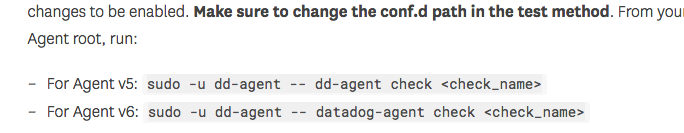 changes to be enabled. Make sure to change the conf.d path in the test method. From your
Agent root, run:
– For Agent v5: sudo -u dd-agent -- dd-agent check <check_name>
– For Agent v6: sudo -u dd-agent -- datadog-agent check <check_name>